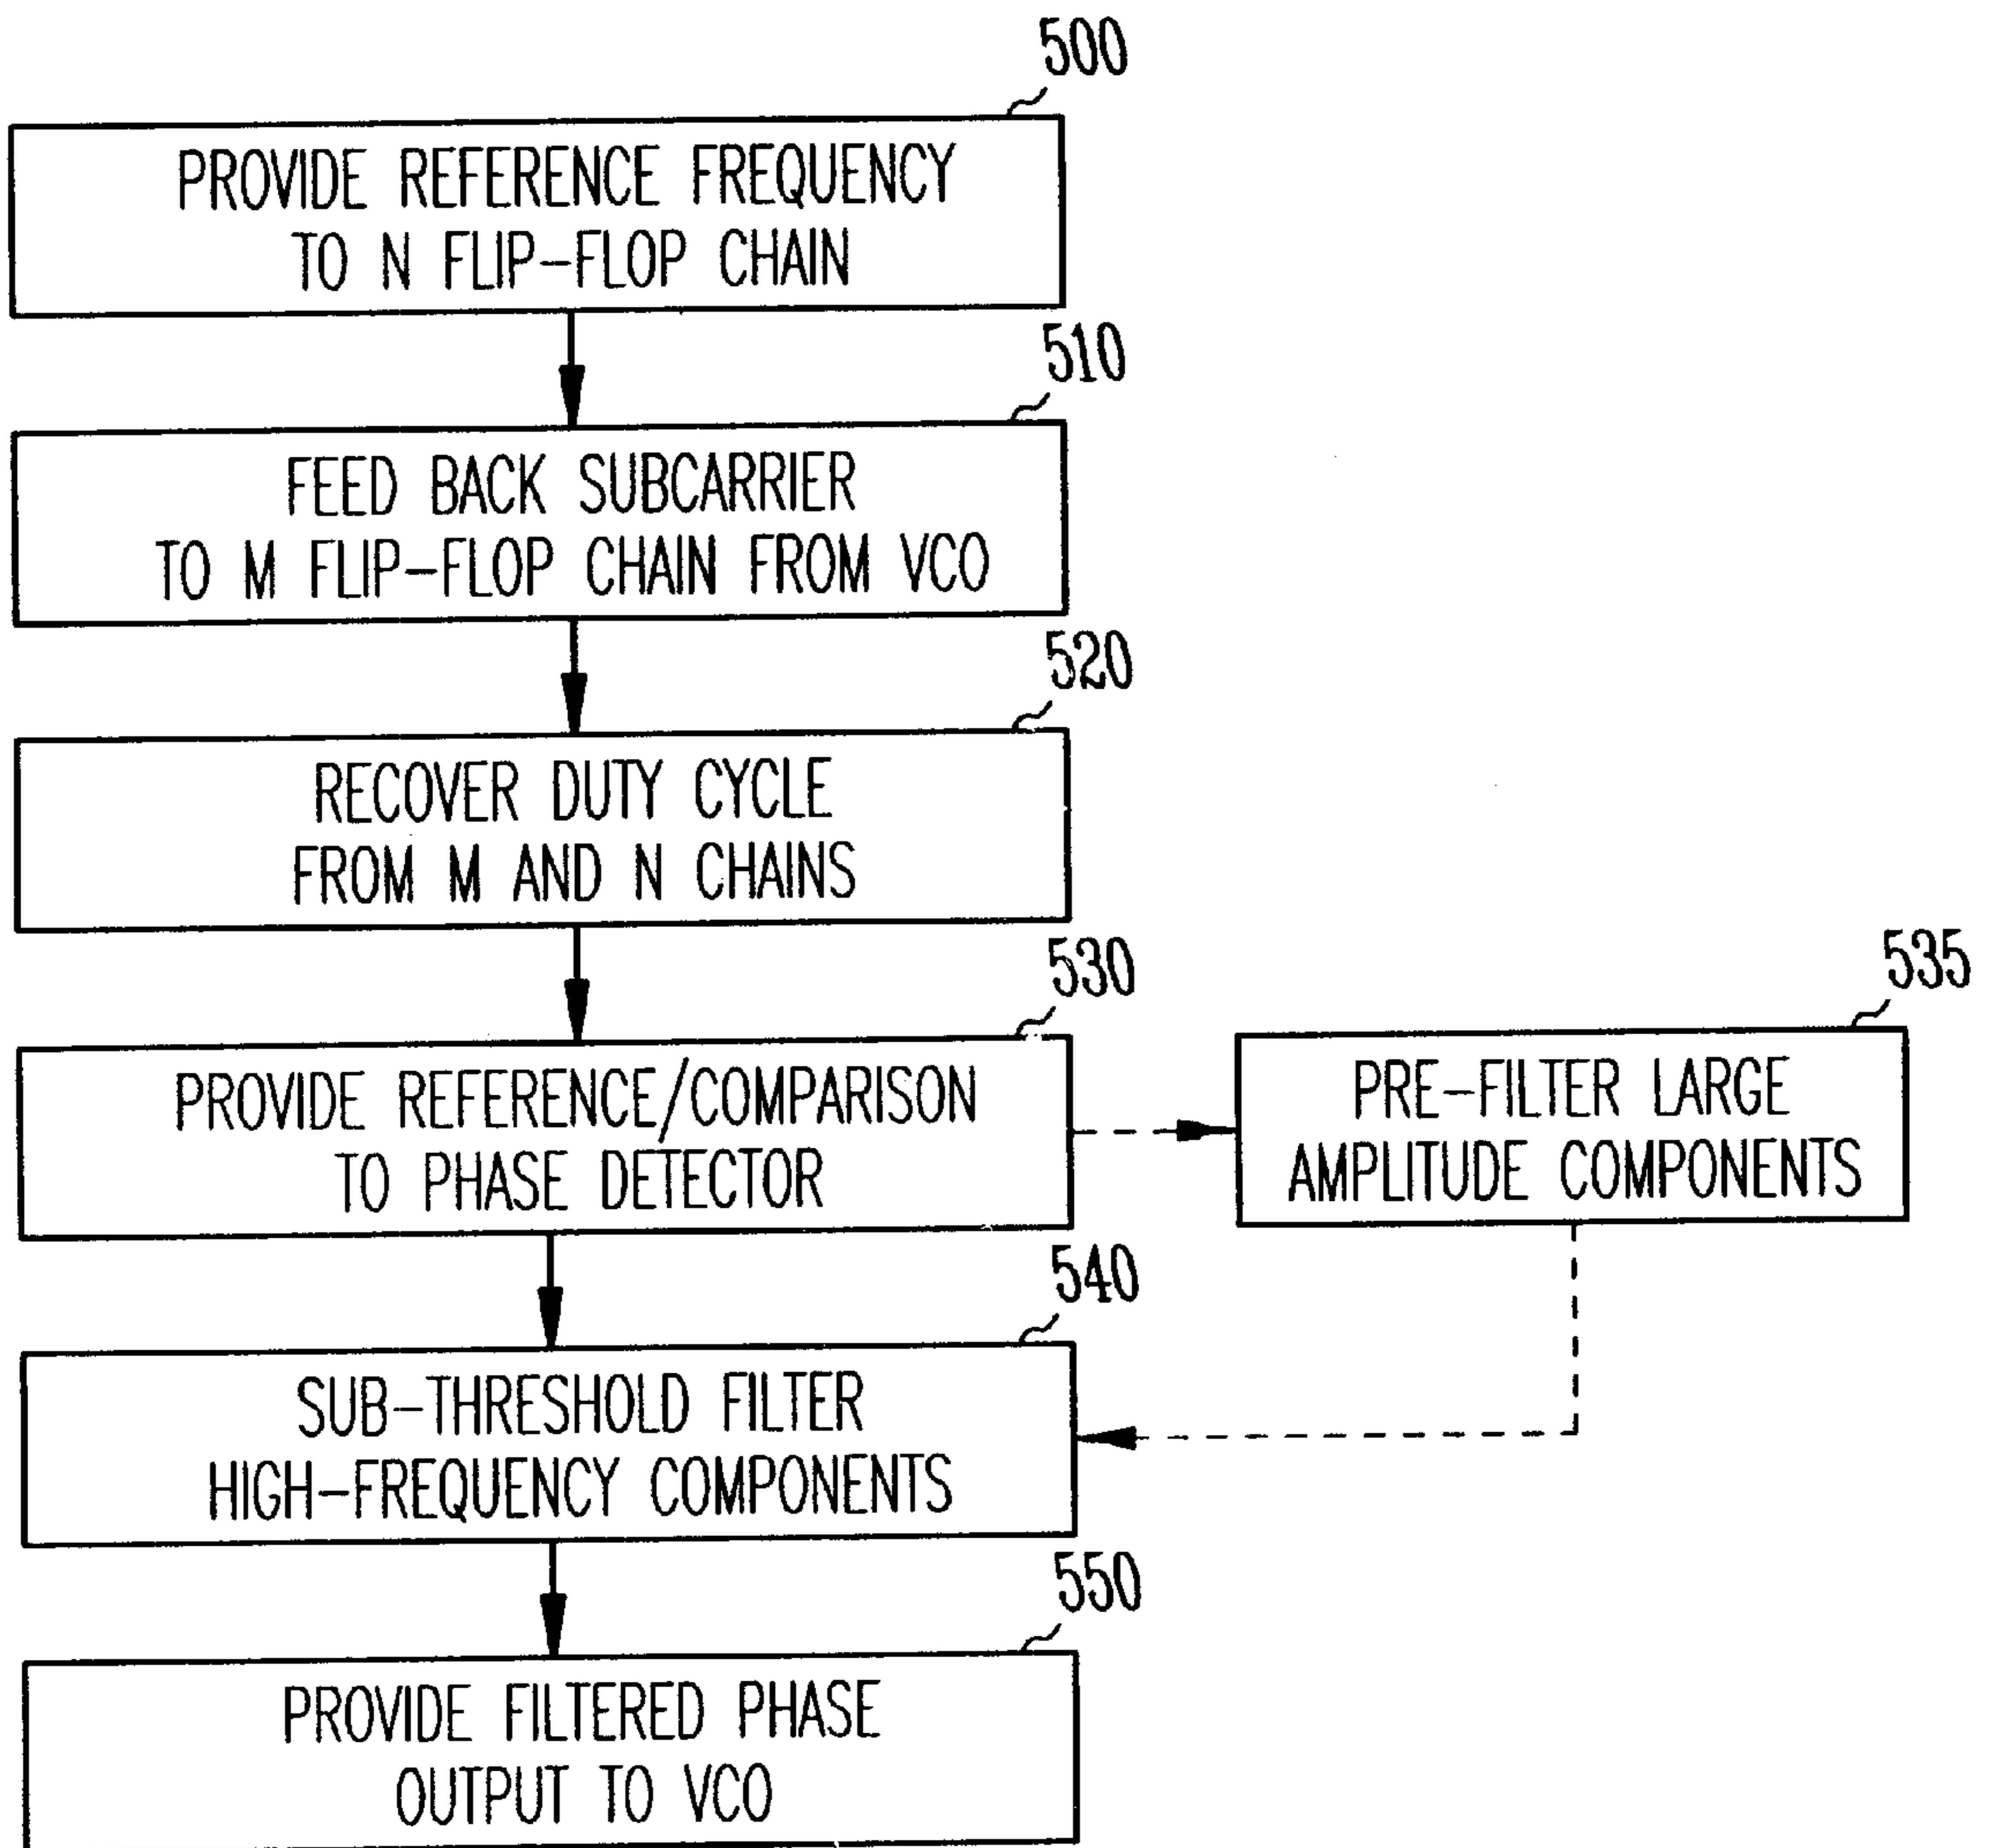 500
PROVIDE REFERENCE FREQUENCY
TO N FLIP-FLOP CHAIN
510
FEED BACK SUBCARRIER
TO M FLIP-FLOP CHAIN FROM VCO
520
RECOVER DUTY CYCLE
FROM M AND N CHAINS
530
PROVIDE REFERENCE/COMPARISON
TO PHASE DETECTOR
535
PRE-FILTER LARGE
AMPLITUDE COMPONENTS
540
SUB-THRESHOLD FILTER
HIGH-FREQUENCY COMPONENTS
550
PROVIDE FILTERED PHASE
OUTPUT TO VCO